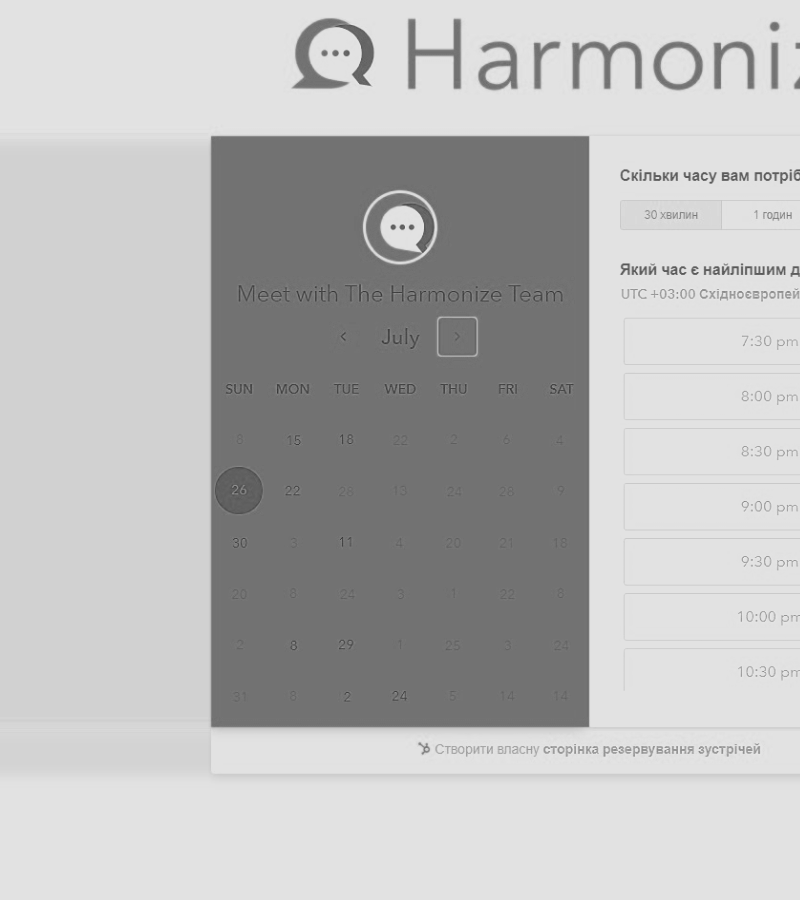 Harmoniz
Meet with The Harmonize Team
July
SUN MON TUE WED THU FRI SAT
8 15 18 22 2 6 4
26 22 28 13 24 28 9
30 3 11 4 20 21 18
20 6 24 3 1 22 8
2 8 29 1 25 3 24
31 6 2 24 5 14 14
Скільки часу вам потріб
30 хвилин 1 годин
Який час є найліпшим д
UTC +03:00 Східноєвропей
7:30 pm
8:00 pm
8:30 pm
9:00 pm
9:30 pm
10:00 pm
10:30 pm
Створити власну сторінка резервування зустрічей